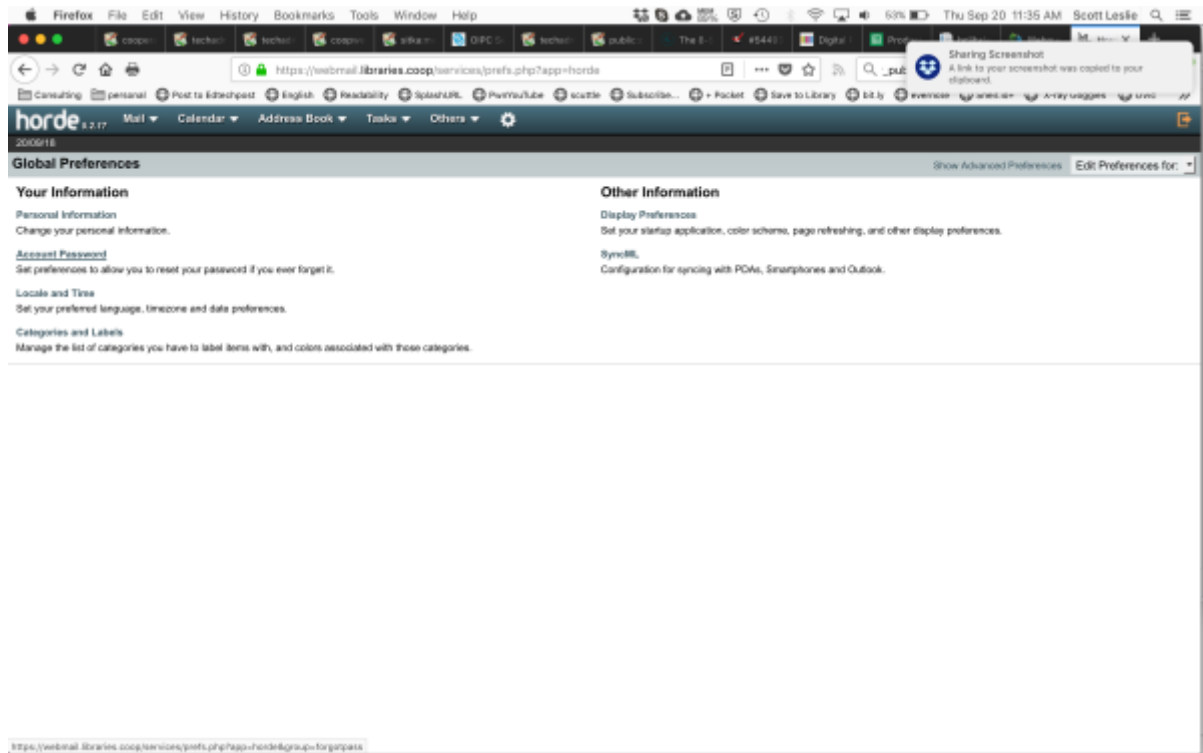 Firefox File Edit View History Bookmarks Tools Window Help 53% Thu Sep 20 11:35 AM Scott Leslie
The #5448 Digital
Sharing Screenshot
A link to your screenshot was copied to your
clipboard.
https://webmail.libraries.coop/services/prefs.php?app=horde
Consulting personal Post to Edtechpost English Readability SplashURL PwnYouTube scuttle Subscribe... + Pocket Save to Library bit.ly
horde Mail Calendar Address Book Tasks Others
20/09/18
Global Preferences Show Advanced Preferences Edit Preferences for:
Your Information
Personal Information
Change your personal information.
Account Password
Set preferences to allow you to reset your password if you ever forget it.
Locale and Time
Set your preferred language, timezone and date preferences.
Categories and Labels
Manage the list of categories you have to label items with, and colors associated with those categories.
Other Information
Display Preferences
Set your startup application, color scheme, page refreshing, and other display preferences.
SyncML
Configuration for syncing with PDAs, Smartphones and Outlook.
https://webmail.libraries.coop/services/prefs.php?app=horde&group=forgotpass